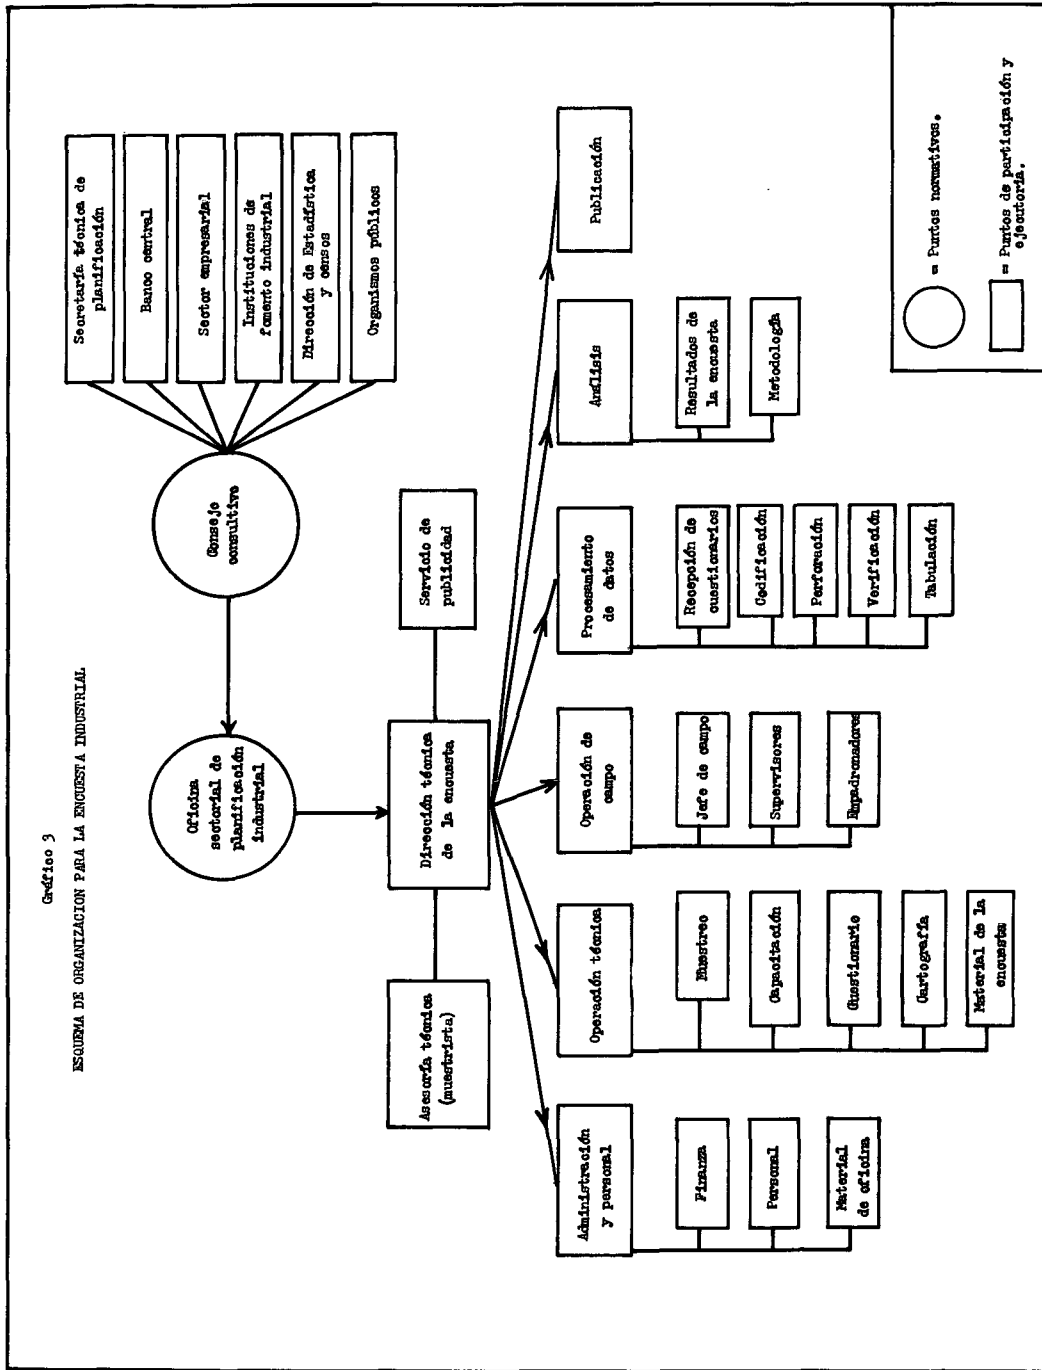 Gráfico 3
ESQUEMA DE ORGANIZACION PARA LA ENCUESTA INDUSTRIAL
Secretaría técnica de
planificación
Banco central
Sector empresarial
Instituciones de
fomento industrial
Dirección de Estadística
y censos
Organismos públicos
Consejo
consultivo
Oficina
sectorial de
planificación
industrial
Asesoría técnica
(muestrista)
Dirección técnica
de la encuesta
Servicio de
publicidad
Administración
y personal
Finanza
Personal
Material
de oficina
Operación técnica
Muestreo
Capacitación
Cuestionario
Cartografía
Material de la
encuesta
Operación de
campo
Jefe de campo
Supervisores
Empadronadores
Procesamiento
de datos
Recepción de
cuestionarios
Codificación
Perforación
Verificación
Tabulación
Análisis
Resultados de
la encuesta
Metodología
Publicación
= Puntos normativos.
= Puntos de participación y
ejecutoria.